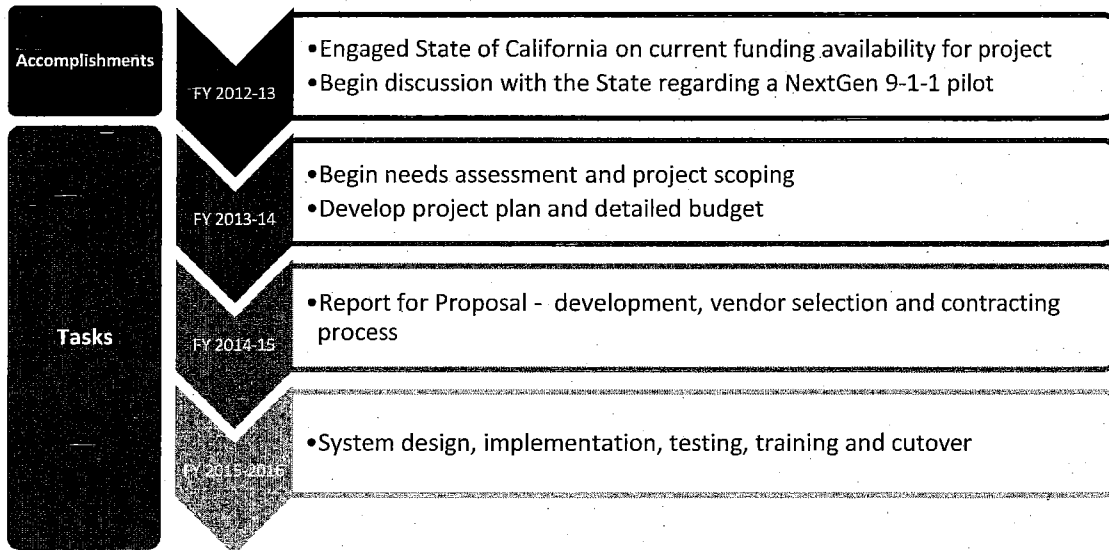 Accomplishments
FY 2012-13
•Engaged State of California on current funding availability for project
•Begin discussion with the State regarding a NextGen 9-1-1 pilot
Tasks
FY 2013-14
•Begin needs assessment and project scoping
•Develop project plan and detailed budget
FY 2014-15
•Report for Proposal - development, vendor selection and contracting
process
FY 2015-2016
•System design, implementation, testing, training and cutover